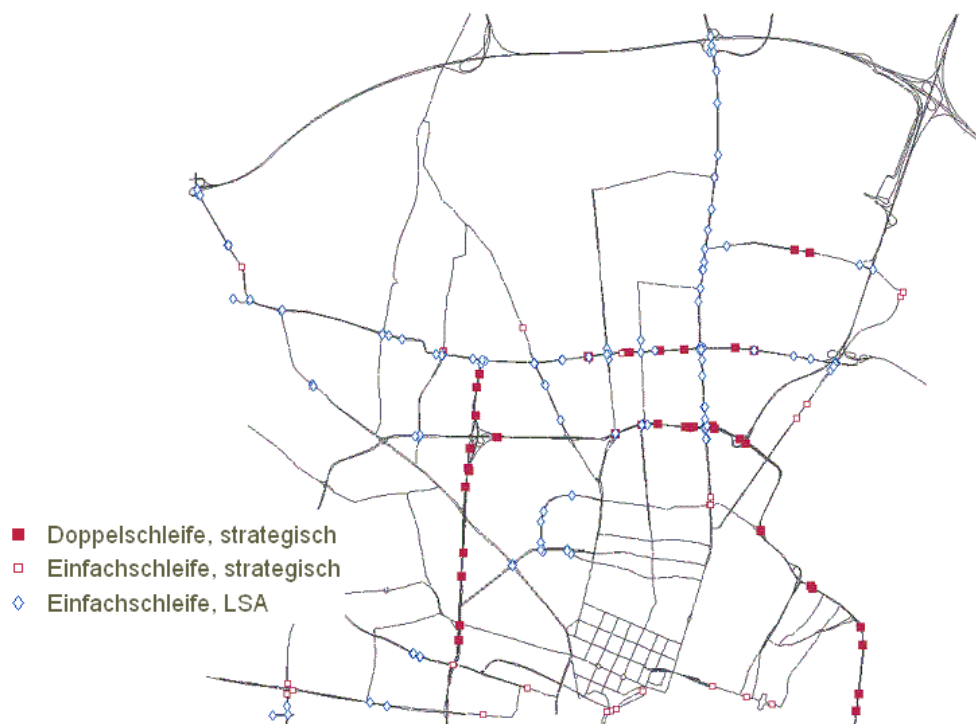 Doppelschleife, strategisch
Einfachschleife, strategisch
Einfachschleife, LSA